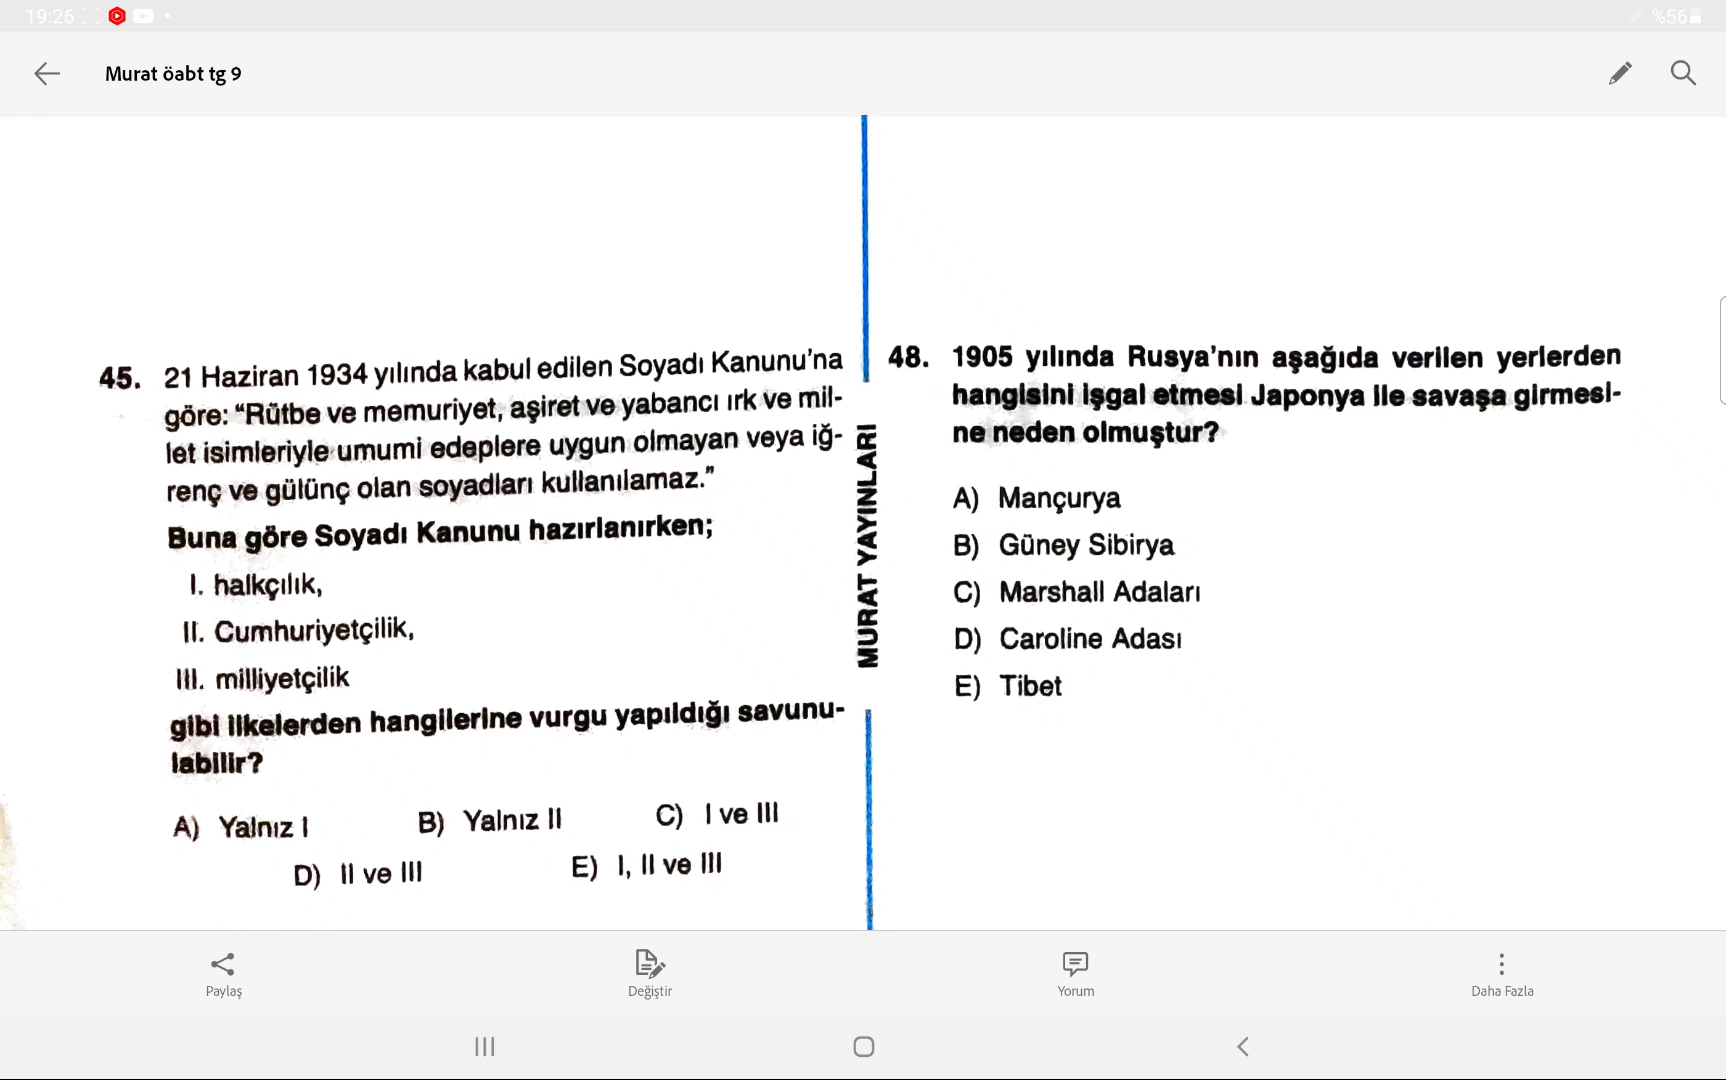 19:26
%56
Murat öabt tg 9
45. 21 Haziran 1934 yılında kabul edilen Soyadı Kanunu'na
göre: “Rütbe ve memuriyet, aşiret ve yabancı ırk ve mil-
let isimleriyle umumi edeplere uygun olmayan veya iğ-
renç ve gülünç olan soyadları kullanılamaz.”
Buna göre Soyadı Kanunu hazırlanırken;
I. halkçılık,
II. Cumhuriyetçilik,
III. milliyetçilik
gibi ilkelerden hangilerine vurgu yapıldığı savunu-
labilir?
A) Yalnız I B) Yalnız II C) I ve III
D) II ve III E) I, II ve III
MURAT YAYINLARI
48. 1905 yılında Rusya'nın aşağıda verilen yerlerden
hangisini işgal etmesi Japonya ile savaşa girmesi-
ne neden olmuştur?
A) Mançurya
B) Güney Sibirya
C) Marshall Adaları
D) Caroline Adası
E) Tibet
Paylaş Değiştir Yorum Daha Fazla